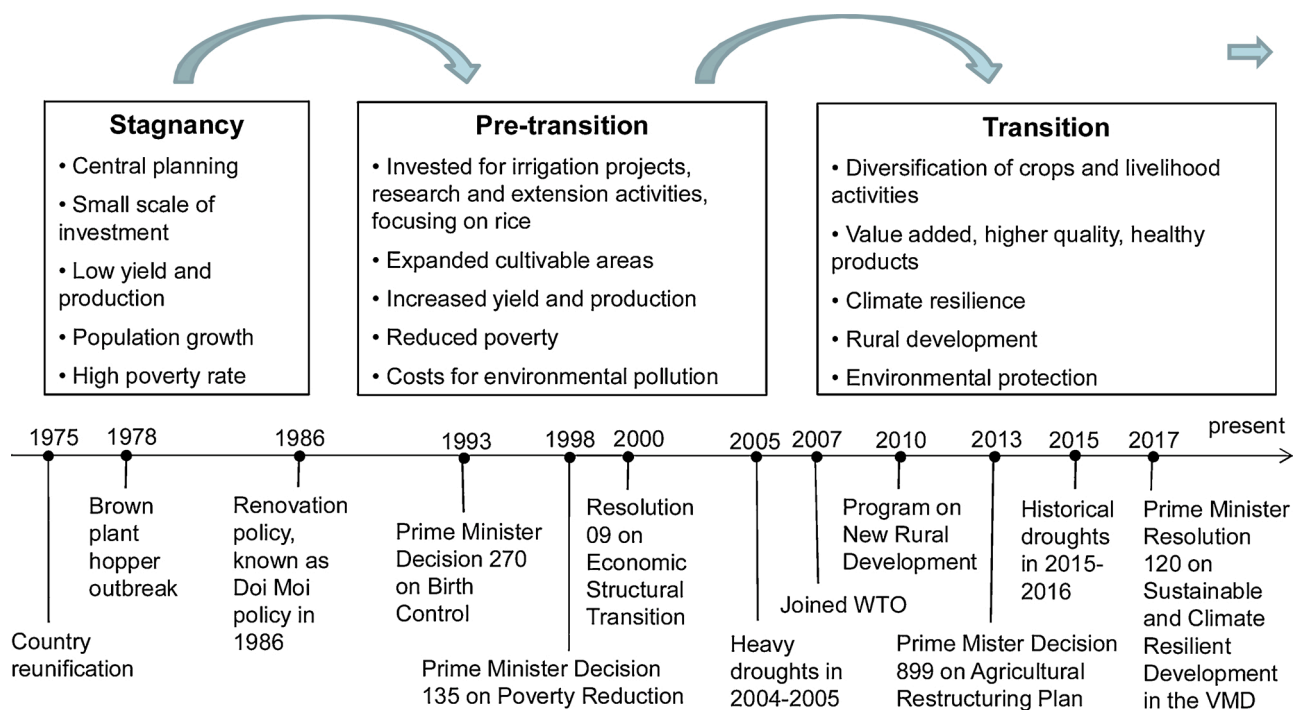 Stagnancy
• Central planning
• Small scale of
investment
• Low yield and
production
• Population growth
• High poverty rate
Pre-transition
• Invested for irrigation projects,
research and extension activities,
focusing on rice
• Expanded cultivable areas
• Increased yield and production
• Reduced poverty
• Costs for environmental pollution
Transition
• Diversification of crops and livelihood
activities
• Value added, higher quality, healthy
products
• Climate resilience
• Rural development
• Environmental protection
1975
1978
1986
1993
1998
2000
2005
2007
2010
2013
2015
2017
present
Country
reunification
Brown
plant
hopper
outbreak
Renovation
policy,
known as
Doi Moi
policy in
1986
Prime Minister
Decision 270
on Birth
Control
Prime Minister Decision
135 on Poverty Reduction
Resolution
09 on
Economic
Structural
Transition
Heavy
droughts in
2004-2005
Joined WTO
Program on
New Rural
Development
Prime Mister Decision
899 on Agricultural
Restructuring Plan
Historical
droughts
in 2015-
2016
Prime Minister
Resolution
120 on
Sustainable
and Climate
Resilient
Development
in the VMD